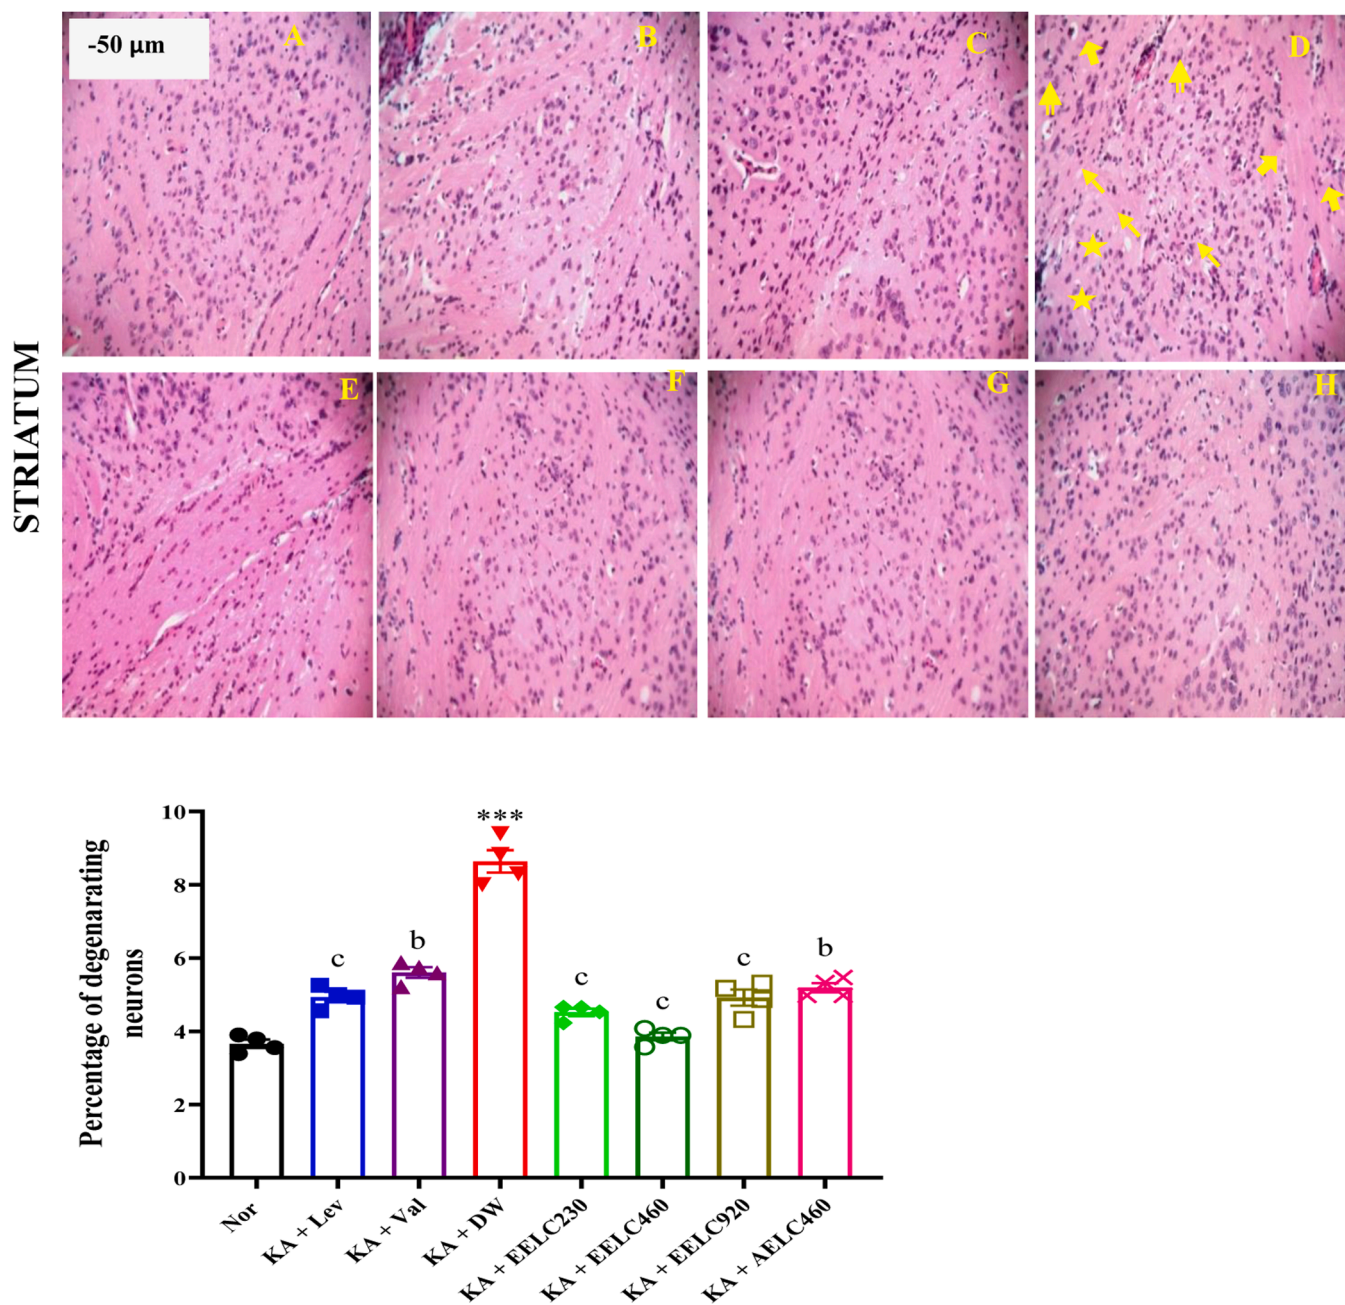 -50 µm
A
B
C
D
STRIATUM
E
F
G
H
Percentage of degenarating
neurons
10
8
6
4
2
0
***
c
b
c
c
c
b
Nor
KA + Lev
KA + Val
KA + DW
KA + EELC230
KA + EELC460
KA + EELC920
KA + AELC460